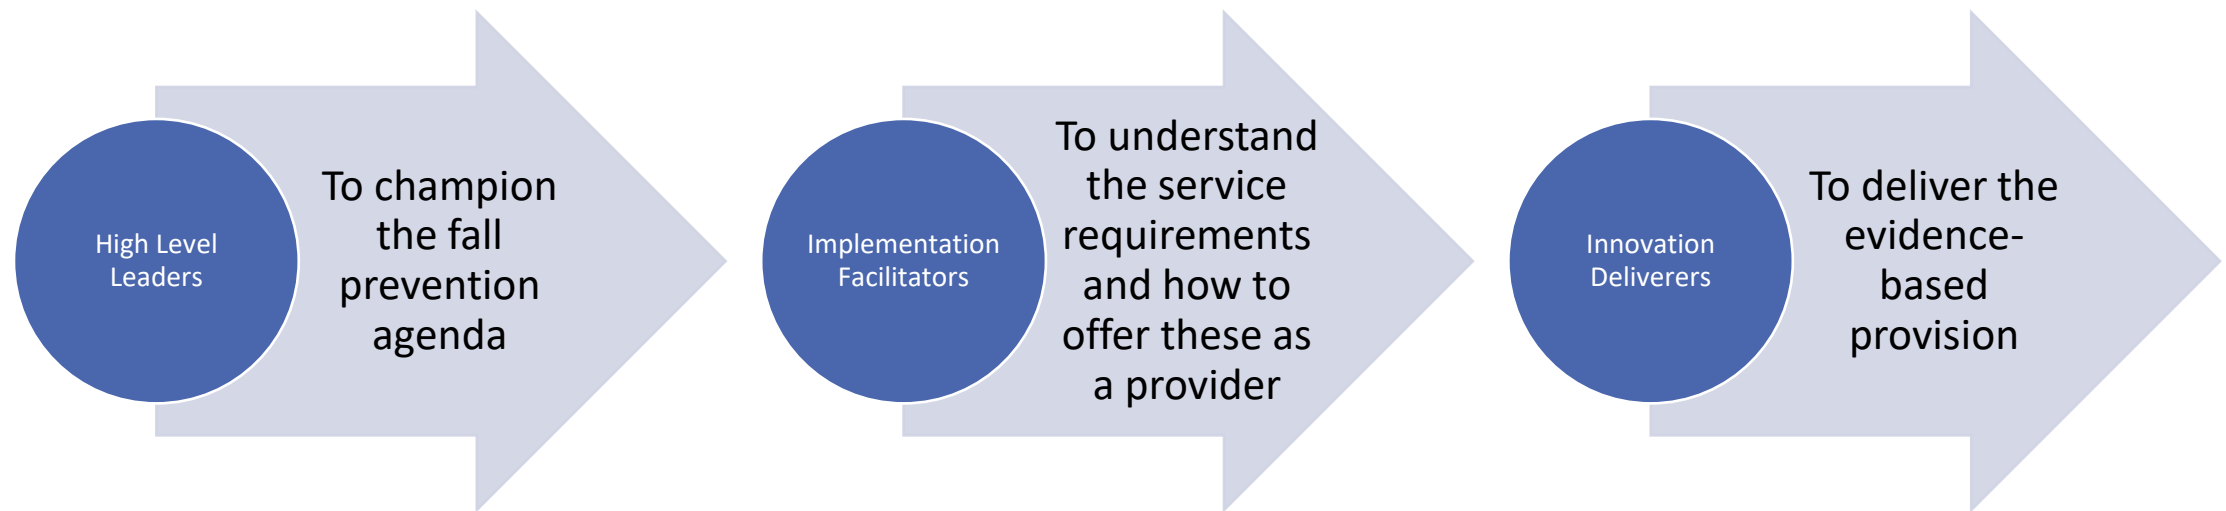 High Level
Leaders
To champion
the fall
prevention
agenda
Implementation
Facilitators
To understand
the service
requirements
and how to
offer these as
a provider
Innovation
Deliverers
To deliver the
evidence-
based
provision